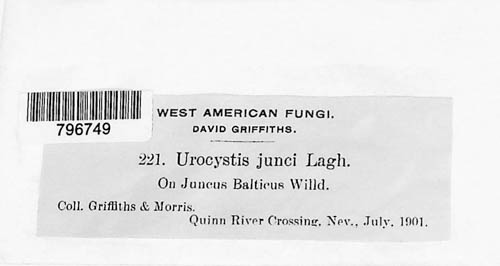 796749
WEST AMERICAN FUNGI.
DAVID GRIFFITHS.
221. Urocystis junci Lagh.
On Juncus Balticus Willd.
Coll. Griffiths & Morris.
Quinn River Crossing, Nev., July, 1901.